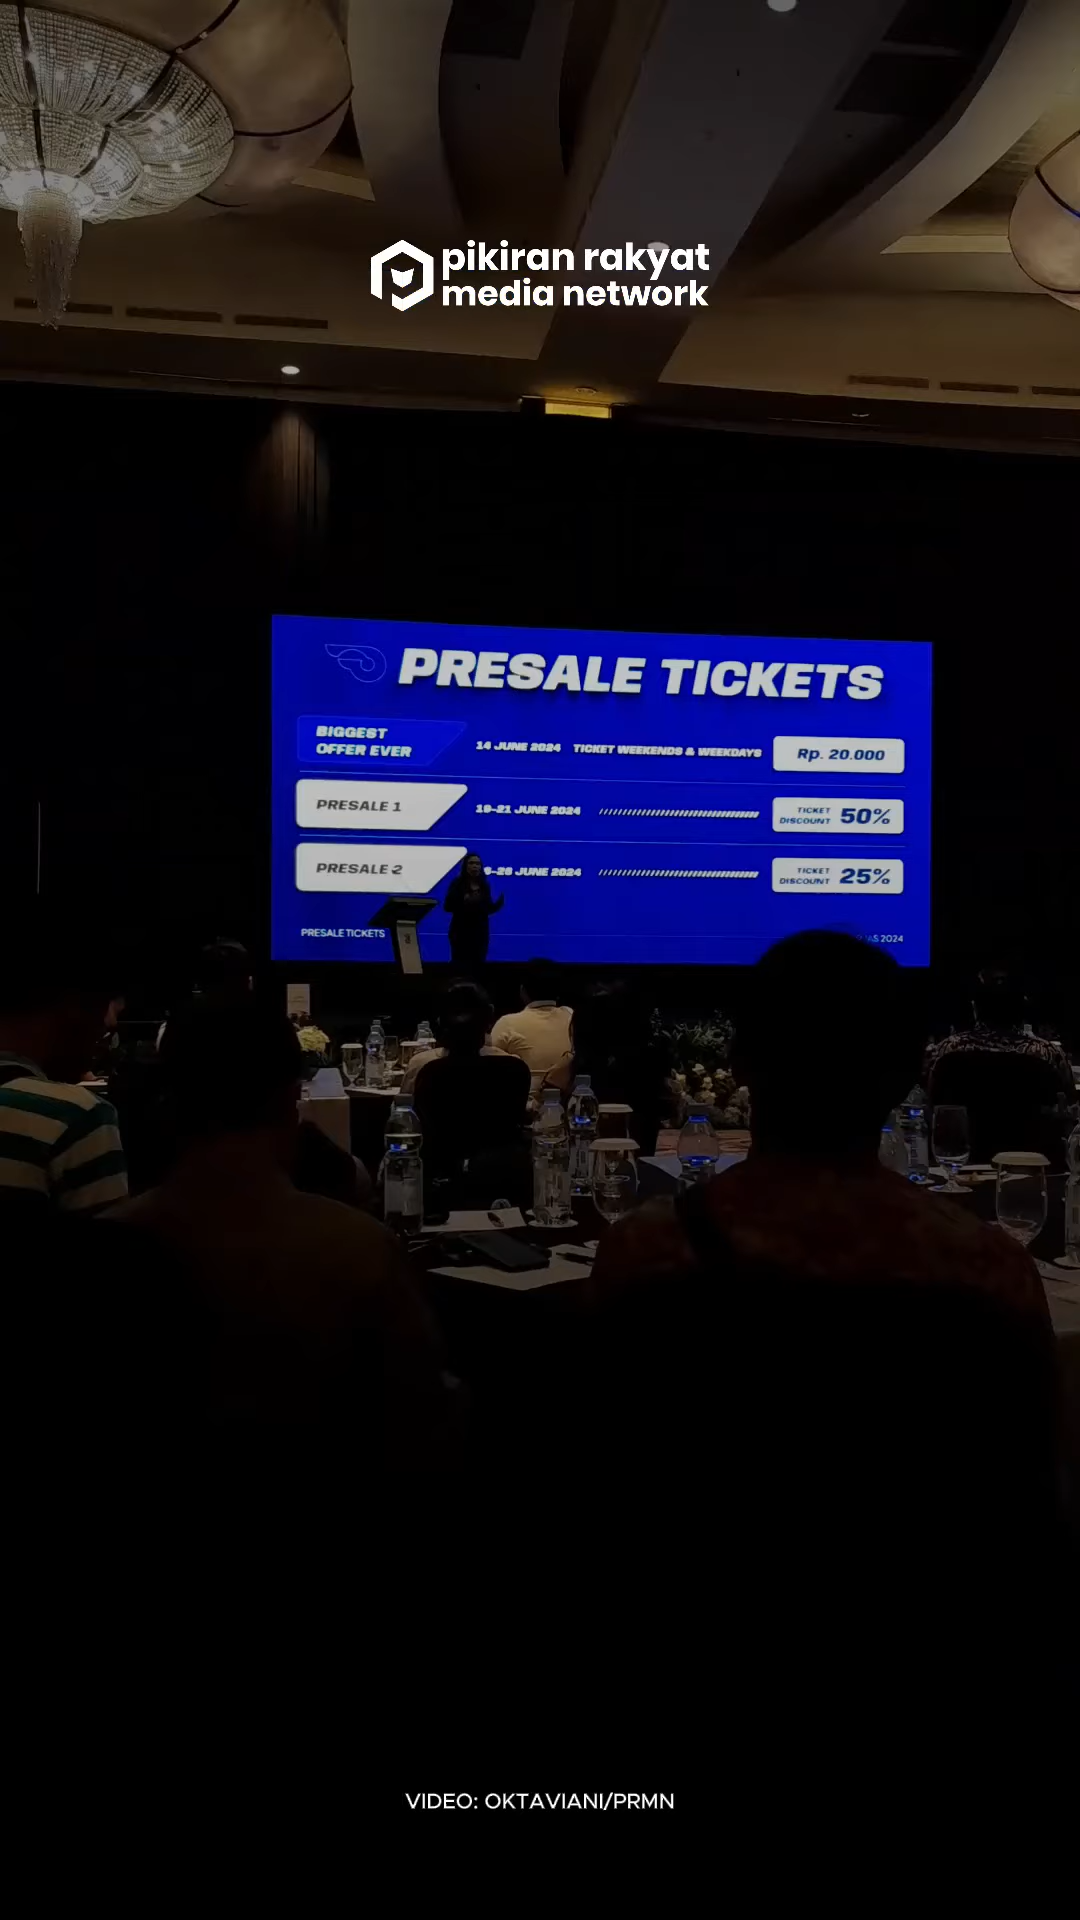 pikiran rakyat
media network
PRESALE TICKETS
BIGGEST
OFFER EVER
14 JUNE 2024 TICKET WEEKENDS & WEEKDAYS
Rp. 20.000
PRESALE 1
19-21 JUNE 2024
TICKET
DISCOUNT
50%
PRESALE 2
-28 JUNE 2024
TICKET
DISCOUNT
25%
PRESALE TICKETS
2024
VIDEO: OKTAVIANI/PRMN